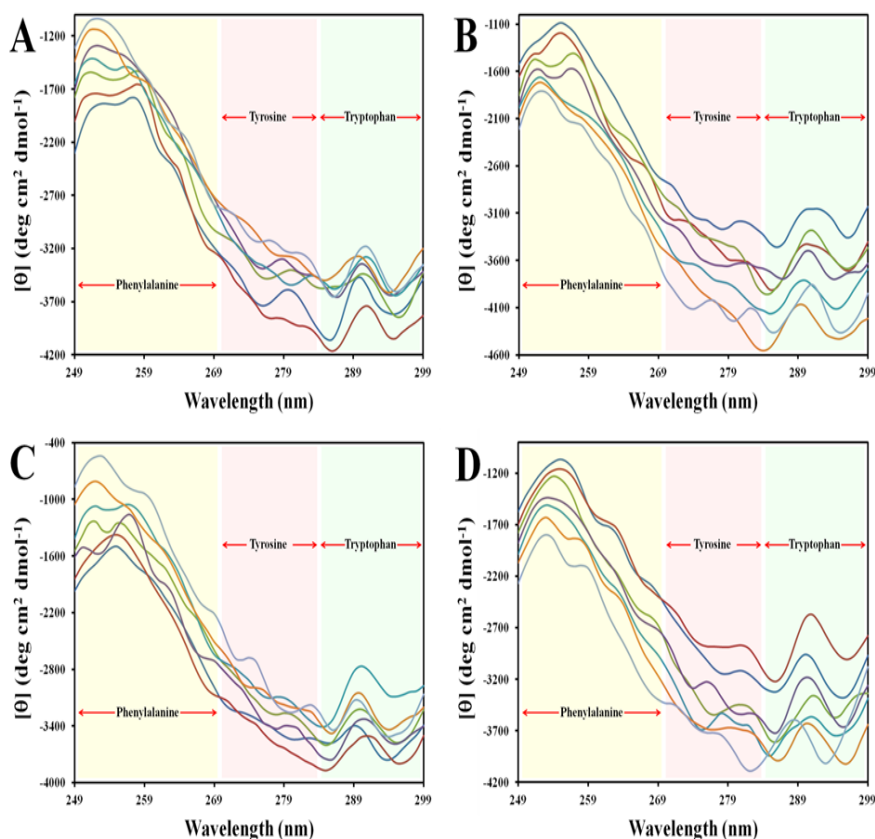 A
-1200
-1700
-2200
-2700
-3200
-3700
-4200
[θ] (deg cm² dmol⁻¹)
Tyrosine
Tryptophan
Phenylalanine
249 259 269 279 289 299
Wavelength (nm)
B
-1100
-1600
-2100
-2600
-3100
-3600
-4100
-4600
[θ] (deg cm² dmol⁻¹)
Tyrosine
Tryptophan
Phenylalanine
249 259 269 279 289 299
Wavelength (nm)
C
-400
-1000
-1600
-2200
-2800
-3400
-4000
[θ] (deg cm² dmol⁻¹)
Tyrosine
Tryptophan
Phenylalanine
249 259 269 279 289 299
Wavelength (nm)
D
-1200
-1700
-2200
-2700
-3200
-3700
-4200
[θ] (deg cm² dmol⁻¹)
Tyrosine
Tryptophan
Phenylalanine
249 259 269 279 289 299
Wavelength (nm)